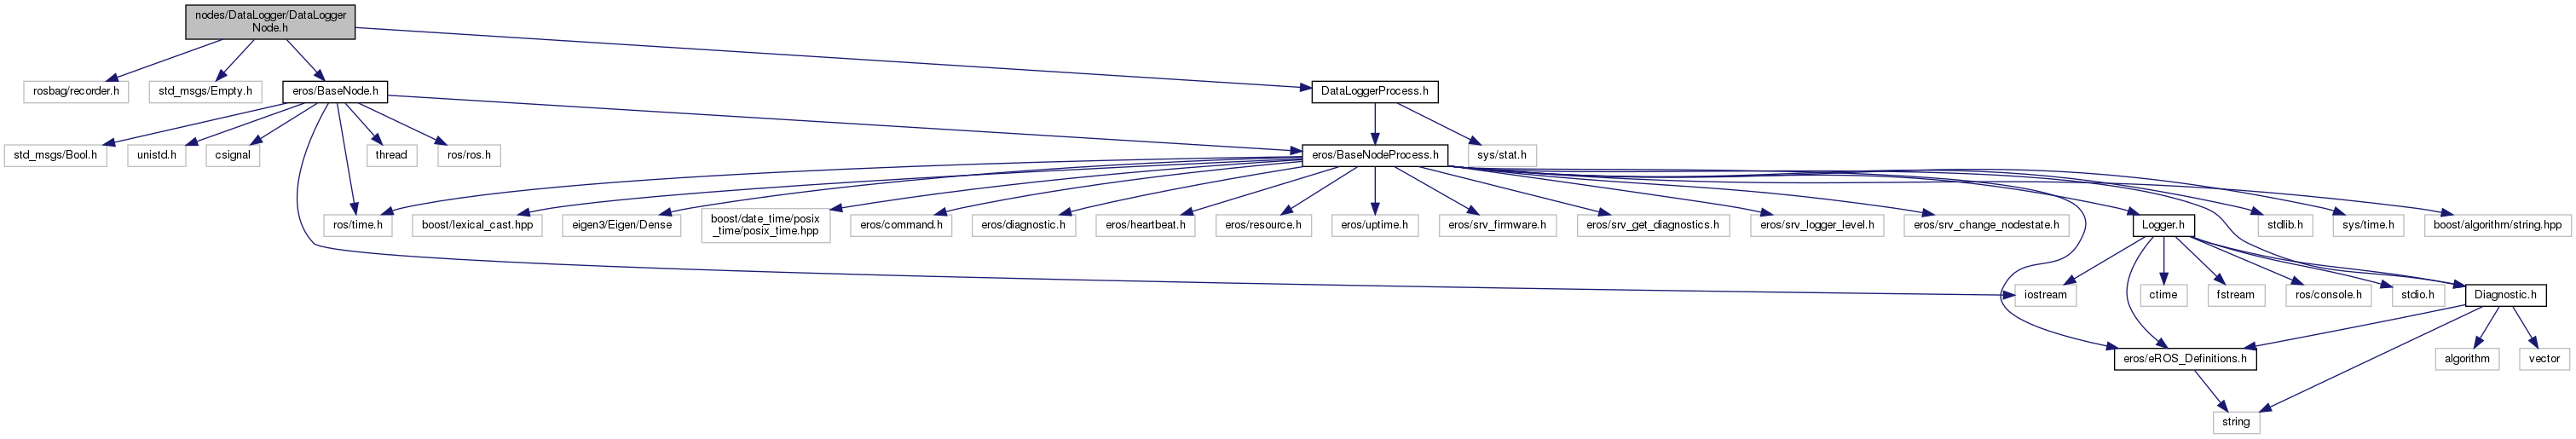 nodes/DataLogger/DataLogger
Node.h
rosbag/recorder.h
std_msgs/Empty.h
eros/BaseNode.h
DataLoggerProcess.h
std_msgs/Bool.h
unistd.h
csignal
thread
ros/ros.h
eros/BaseNodeProcess.h
sys/stat.h
ros/time.h
boost/lexical_cast.hpp
eigen3/Eigen/Dense
boost/date_time/posix
_time/posix_time.hpp
eros/command.h
eros/diagnostic.h
eros/heartbeat.h
eros/resource.h
eros/uptime.h
eros/srv_firmware.h
eros/srv_get_diagnostics.h
eros/srv_logger_level.h
eros/srv_change_nodestate.h
Logger.h
stdlib.h
sys/time.h
boost/algorithm/string.hpp
iostream
ctime
fstream
ros/console.h
stdio.h
Diagnostic.h
eros/eROS_Definitions.h
algorithm
vector
string